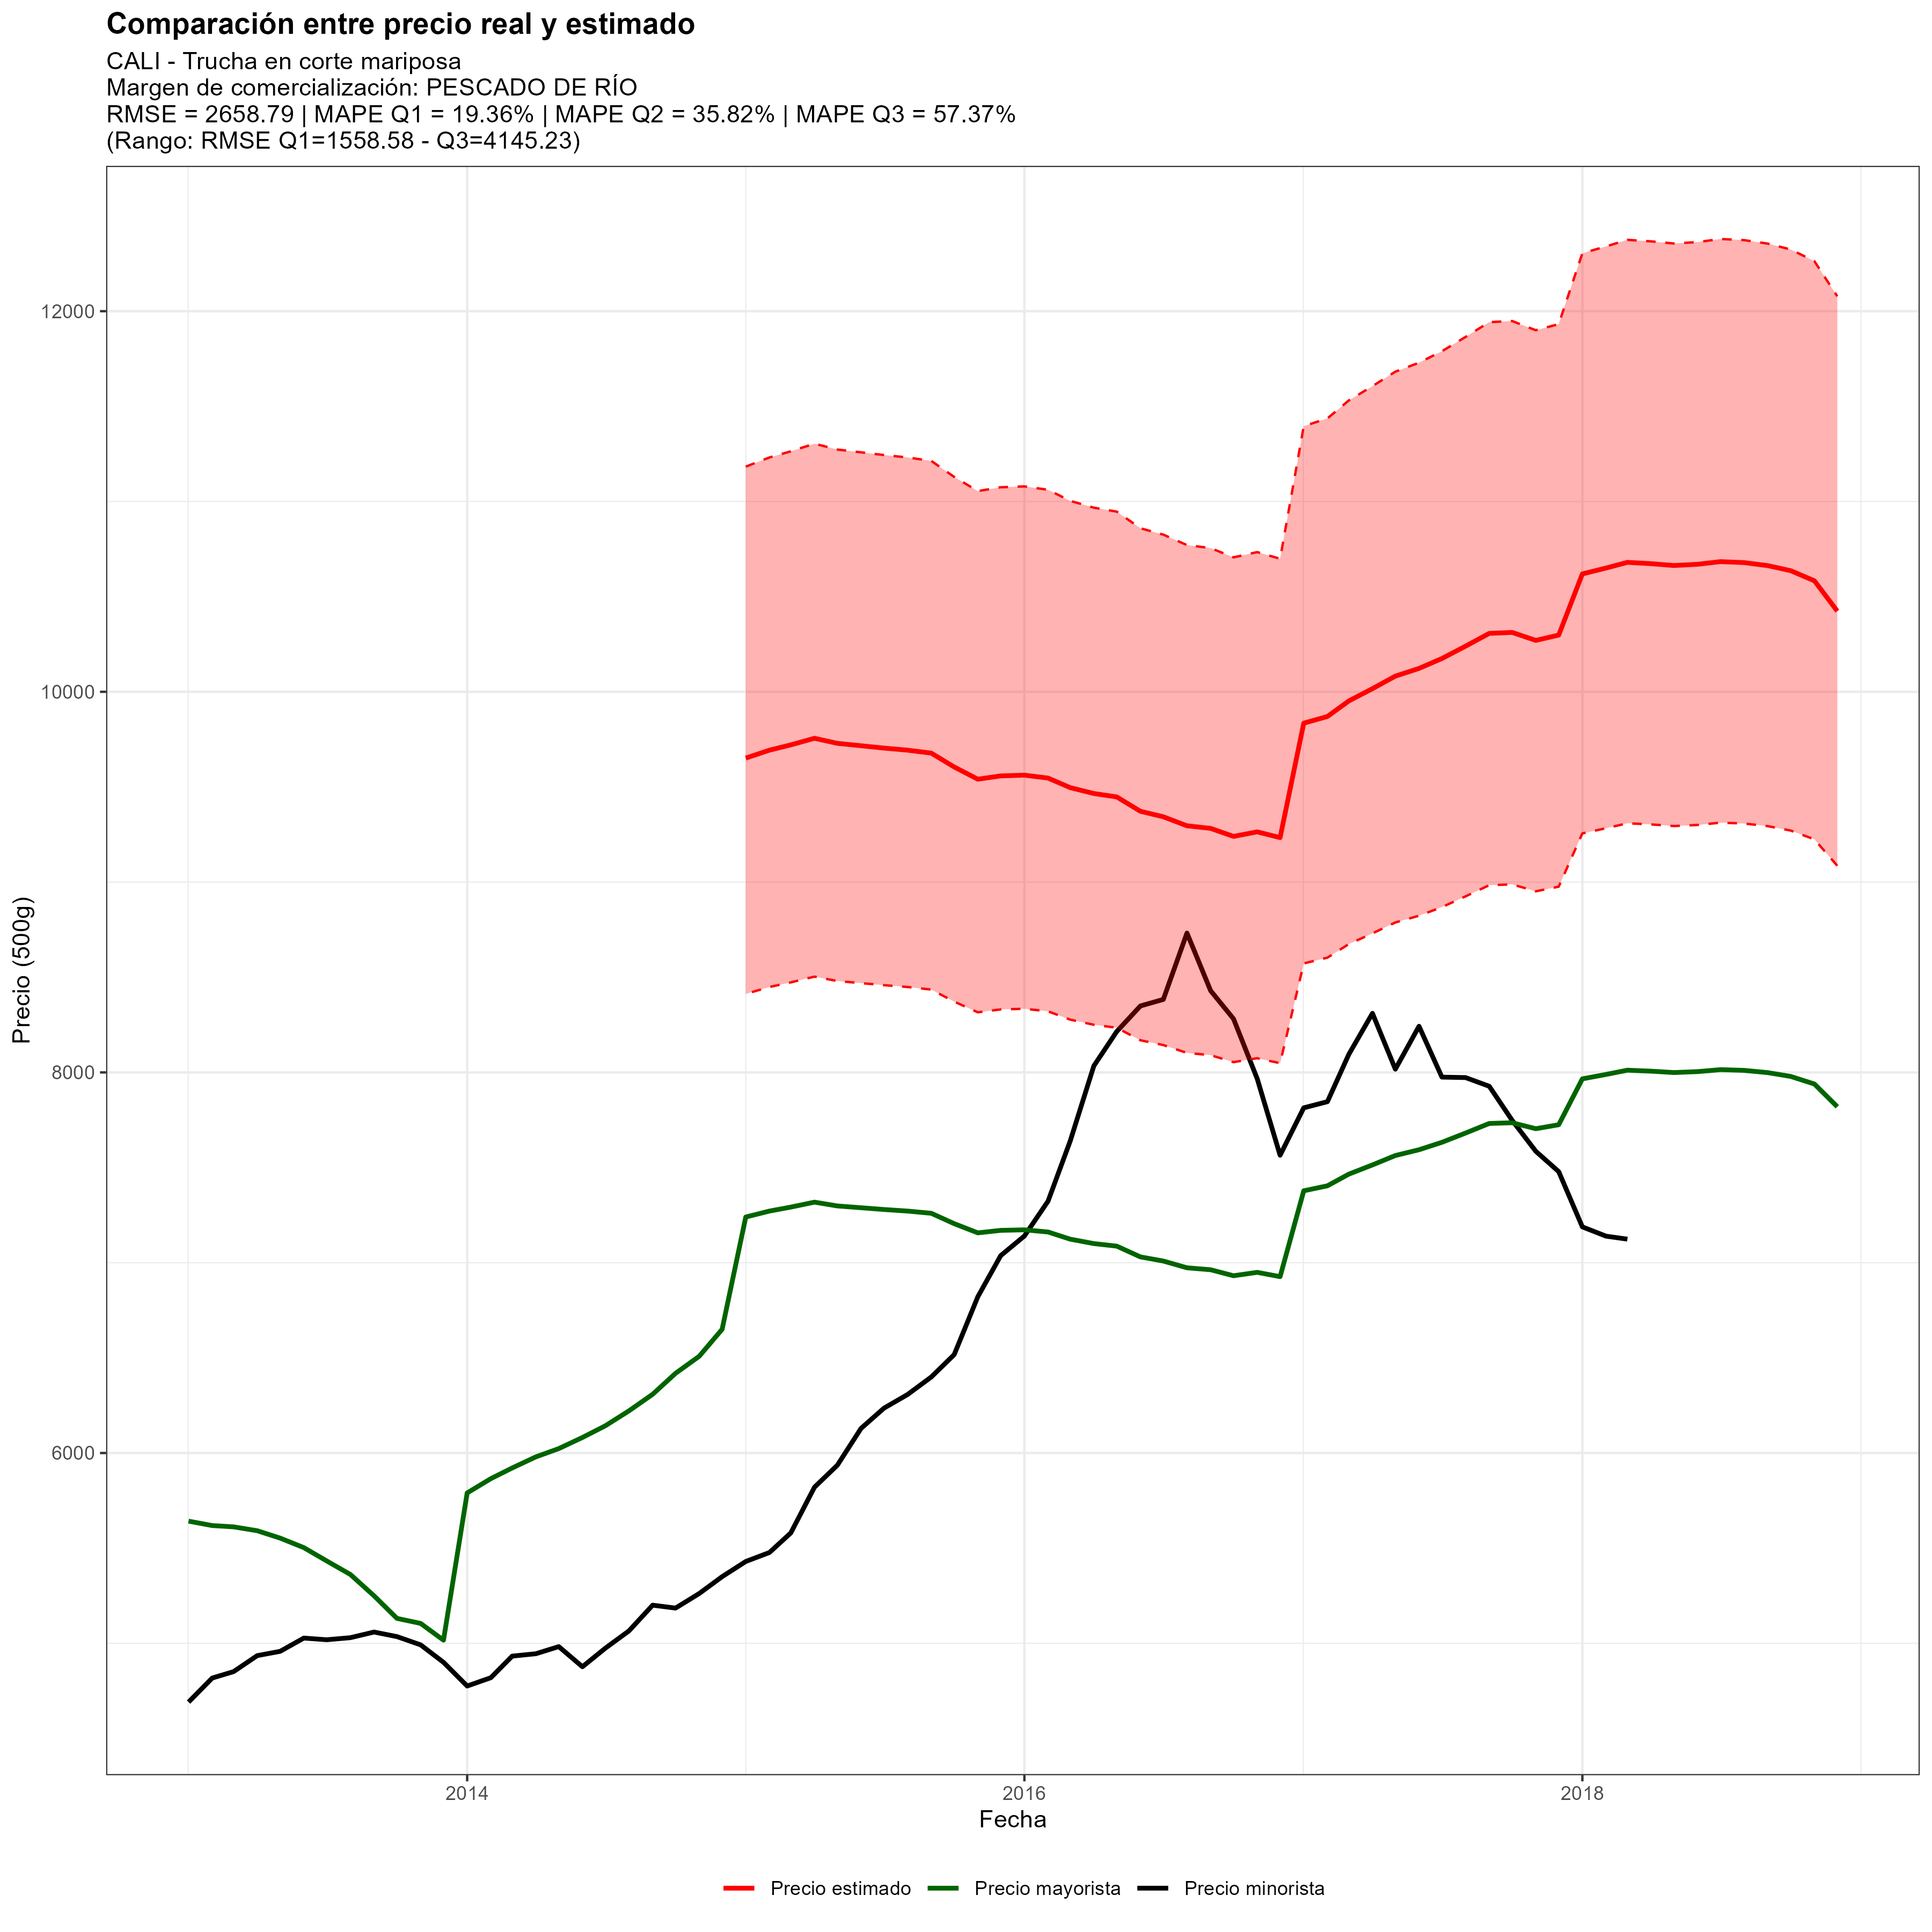 Comparación entre precio real y estimado
CALI - Trucha en corte mariposa
Margen de comercialización: PESCADO DE RÍO
RMSE = 2658.79 | MAPE Q1 = 19.36% | MAPE Q2 = 35.82% | MAPE Q3 = 57.37%
(Rango: RMSE Q1=1558.58 - Q3=4145.23)
12000
10000
8000
6000
Precio (500g)
2014
2016
2018
Fecha
Precio estimado
Precio mayorista
Precio minorista